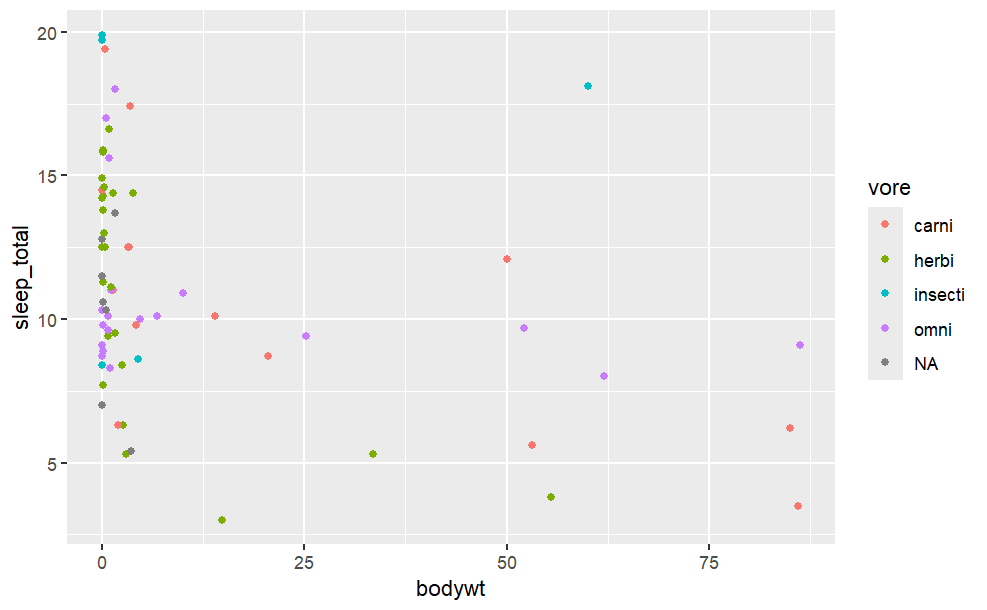 20
15
10
5
sleep_total
0
25
50
75
bodywt
vore
carni
herbi
insecti
omni
NA